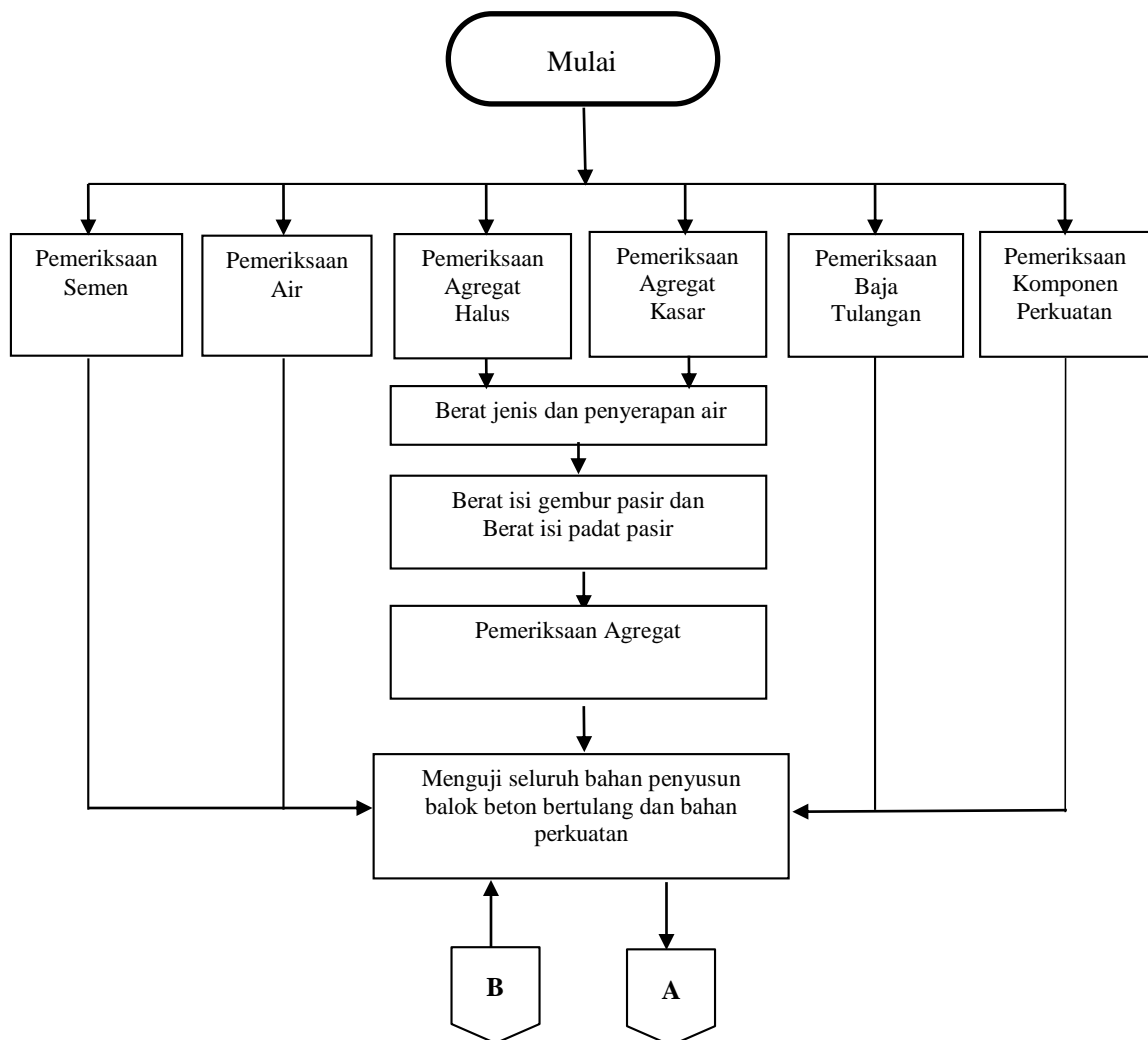 Mulai
Pemeriksaan
Semen
Pemeriksaan
Air
Pemeriksaan
Agregat
Halus
Pemeriksaan
Agregat
Kasar
Pemeriksaan
Baja
Tulangan
Pemeriksaan
Komponen
Perkuatan
Berat jenis dan penyerapan air
Berat isi gembur pasir dan
Berat isi padat pasir
Pemeriksaan Agregat
Menguji seluruh bahan penyusun
balok beton bertulang dan bahan
perkuatan
B
A